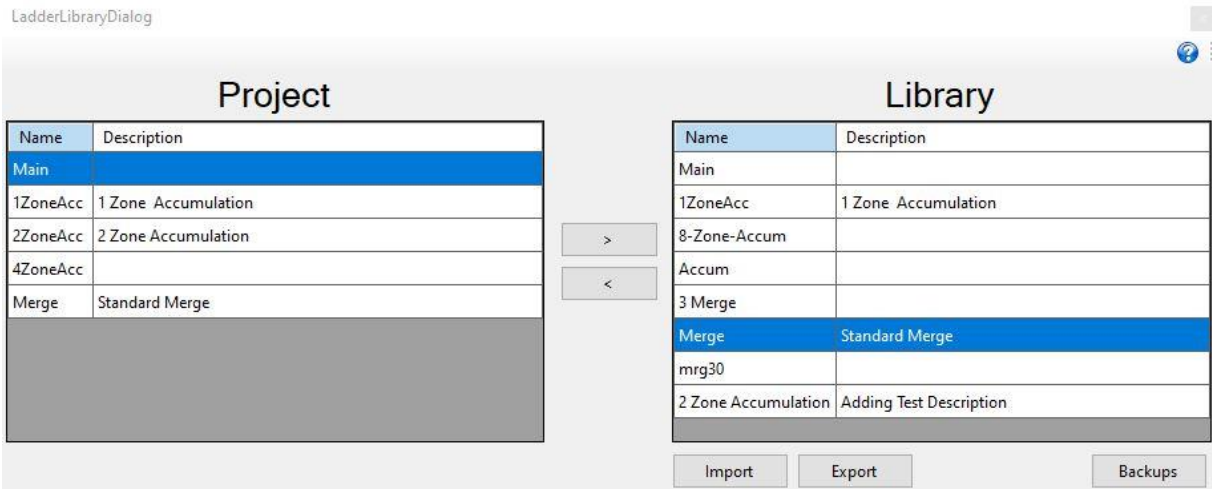 LadderLibraryDialog
?
Project
Name Description
Main
1ZoneAcc 1 Zone  Accumulation
2ZoneAcc 2 Zone Accumulation
4ZoneAcc
Merge Standard Merge
>
<
Library
Name Description
Main
1ZoneAcc 1 Zone  Accumulation
8-Zone-Accum
Accum
3 Merge
Merge Standard Merge
mrg30
2 Zone Accumulation Adding Test Description
Import Export Backups